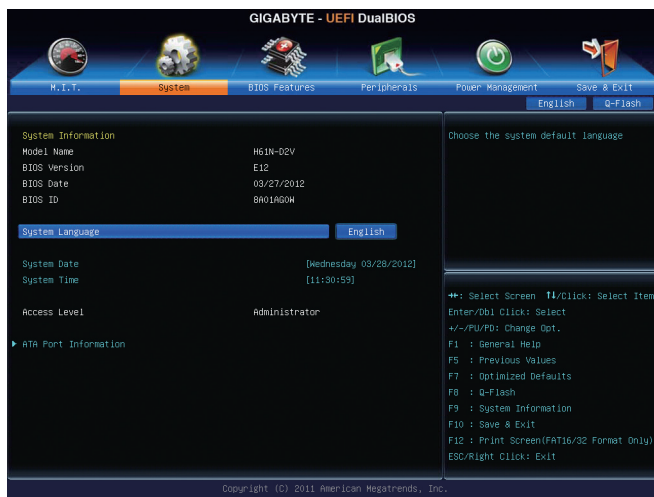 GIGABYTE - UEFI DualBIOS
M.I.T. System BIOS Features Peripherals Power Management Save & Exit
English Q-Flash
System Information
Model Name H61N-D2V
BIOS Version E12
BIOS Date 03/27/2012
BIOS ID 8A01AG0W
System Language English
System Date [Wednesday 03/28/2012]
System Time [11:30:59]
Access Level Administrator
ATA Port Information
Choose the system default language
→←: Select Screen ↑↓/Click: Select Item
Enter/Dbl Click: Select
+/-/PU/PD: Change Opt.
F1 : General Help
F5 : Previous Values
F7 : Optimized Defaults
F8 : Q-Flash
F9 : System Information
F10 : Save & Exit
F12 : Print Screen(FAT16/32 Format Only)
ESC/Right Click: Exit
Copyright (C) 2011 American Megatrends, Inc.